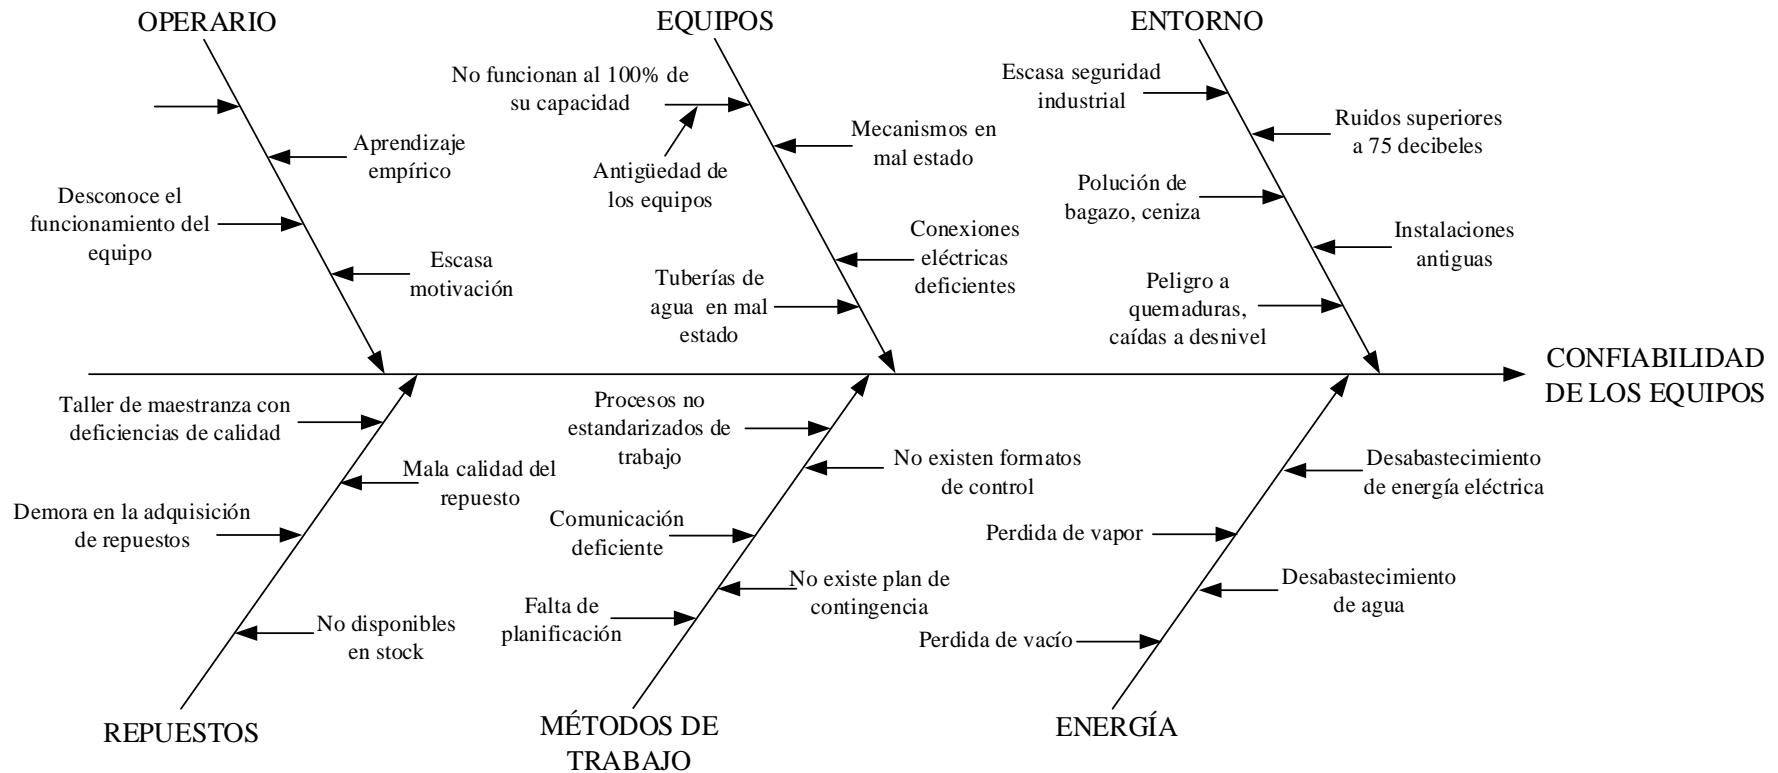 OPERARIO
EQUIPOS
ENTORNO
No funcionan al 100% de
su capacidad
Escasa seguridad
industrial
Ruidos superiores
a 75 decibeles
Mecanismos en
mal estado
Aprendizaje
empírico
Antigüedad de
los equipos
Desconoce el
funcionamiento del
equipo
Polución de
bagazo, ceniza
Conexiones
eléctricas
deficientes
Instalaciones
antiguas
Escasa
motivación
Tuberías de
agua  en mal
estado
Peligro a
quemaduras,
caídas a desnivel
CONFIABILIDAD
DE LOS EQUIPOS
Taller de maestranza con
deficiencias de calidad
Procesos no
estandarizados de
trabajo
Mala calidad del
repuesto
No existen formatos
de control
Desabastecimiento
de energía eléctrica
Demora en la adquisición
de repuestos
Comunicación
deficiente
Perdida de vapor
No existe plan de
contingencia
Desabastecimiento
de agua
Falta de
planificación
No disponibles
en stock
Perdida de vacío
REPUESTOS
MÉTODOS DE
TRABAJO
ENERGÍA